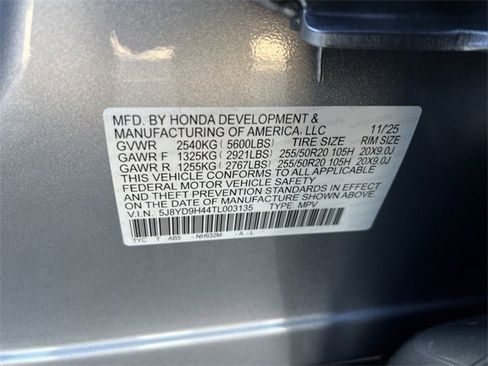 MFD. BY HONDA DEVELOPMENT &
MANUFACTURING OF AMERICA, LLC 11/'25
GVWR 2540KG (5600LBS) TIRE SIZE RIM SIZE
GAWR F 1325KG (2921LBS) 255/50R20 105H 20X9.0J
GAWR R 1255KG (2767LBS) 255/50R20 105H 20X9.0J
THIS VEHICLE CONFORMS TO ALL APPLICABLE
FEDERAL MOTOR VEHICLE SAFETY, BUMPER,
AND THEFT PREVENTION STANDARDS IN EFFECT
ON THE DATE OF MANUFACTURE SHOWN ABOVE.
V.I.N.: 5J8YD9H44TL003135 TYPE: MPV
TYC T AB5 NH932M -A -L